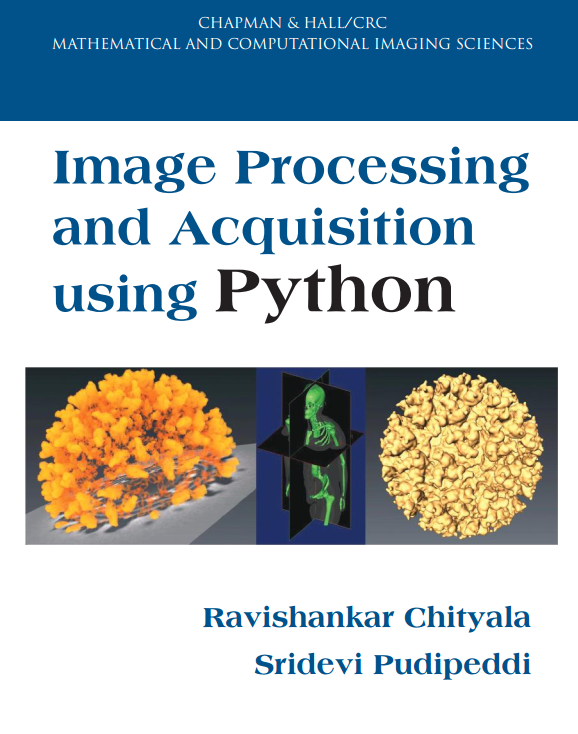 CHAPMAN & HALL/CRC
MATHEMATICAL AND COMPUTATIONAL IMAGING SCIENCES
Image Processing
and Acquisition
using Python
Ravishankar Chityala
Sridevi Pudipeddi